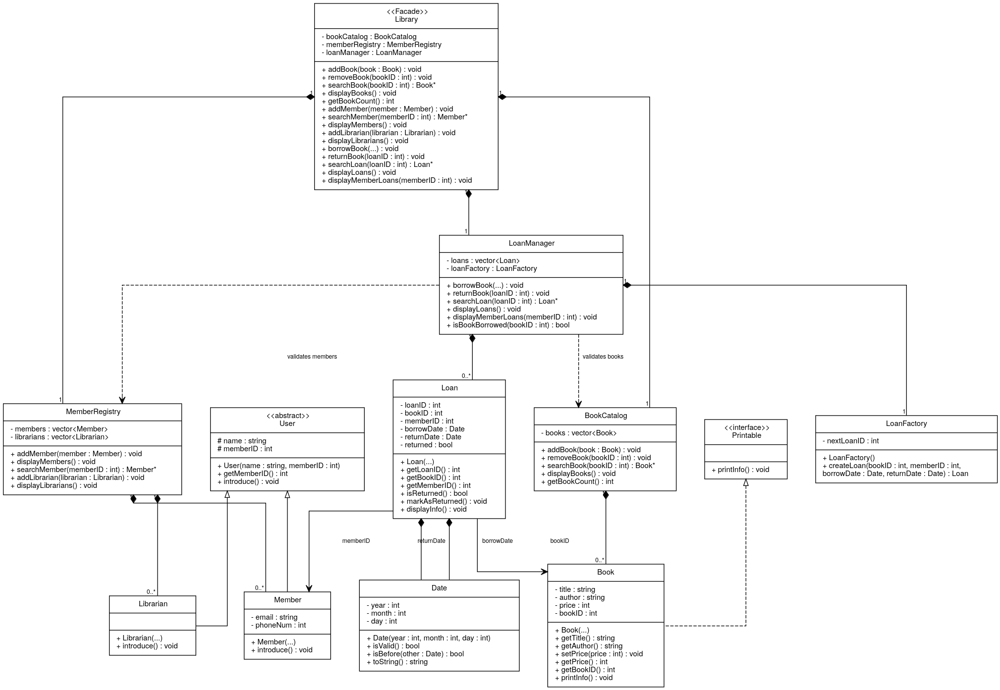 <<Facade>>
Library
- bookCatalog : BookCatalog
- memberRegistry : MemberRegistry
- loanManager : LoanManager
+ addBook(book : Book) : void
+ removeBook(bookID : int) : void
+ searchBook(bookID : int) : Book*
+ displayBooks() : void
+ getBookCount() : int
+ addMember(member : Member) : void
+ searchMember(memberID : int) : Member*
+ displayMembers() : void
+ addLibrarian(librarian : Librarian) : void
+ displayLibrarians() : void
+ borrowBook(...) : void
+ returnBook(loanID : int) : void
+ searchLoan(loanID : int) : Loan*
+ displayLoans() : void
+ displayMemberLoans(memberID : int) : void
1
1
1
1
LoanManager
- loans : vector<Loan>
- loanFactory : LoanFactory
+ borrowBook(...) : void
+ returnBook(loanID : int) : void
+ searchLoan(loanID : int) : Loan*
+ displayLoans() : void
+ displayMemberLoans(memberID : int) : void
+ isBookBorrowed(bookID : int) : bool
1
1
validates members
validates books
0..*
1
1
1
MemberRegistry
- members : vector<Member>
- librarians : vector<Librarian>
+ addMember(member : Member) : void
+ displayMembers() : void
+ searchMember(memberID : int) : Member*
+ addLibrarian(librarian : Librarian) : void
+ displayLibrarians() : void
1
1
<<abstract>>
User
# name : string
# memberID : int
+ User(name : string, memberID : int)
+ getMemberID() : int
+ introduce() : void
Loan
- loanID : int
- bookID : int
- memberID : int
- borrowDate : Date
- returnDate : Date
- returned : bool
+ Loan(...)
+ getLoanID() : int
+ getBookID() : int
+ getMemberID() : int
+ isReturned() : bool
+ markAsReturned() : void
+ displayInfo() : void
BookCatalog
- books : vector<Book>
+ addBook(book : Book) : void
+ removeBook(bookID : int) : void
+ searchBook(bookID : int) : Book*
+ displayBooks() : void
+ getBookCount() : int
1
<<interface>>
Printable
+ printInfo() : void
LoanFactory
- nextLoanID : int
+ LoanFactory()
+ createLoan(bookID : int, memberID : int,
borrowDate : Date, returnDate : Date) : Loan
memberID
returnDate
borrowDate
bookID
0..*
0..*
0..*
Librarian
+ Librarian(...)
+ introduce() : void
Member
- email : string
- phoneNum : int
+ Member(...)
+ introduce() : void
Date
- year : int
- month : int
- day : int
+ Date(year : int, month : int, day : int)
+ isValid() : bool
+ isBefore(other : Date) : bool
+ toString() : string
Book
- title : string
- author : string
- price : int
- bookID : int
+ Book(...)
+ getTitle() : string
+ getAuthor() : string
+ setPrice(price : int) : void
+ getPrice() : int
+ getBookID() : int
+ printInfo() : void